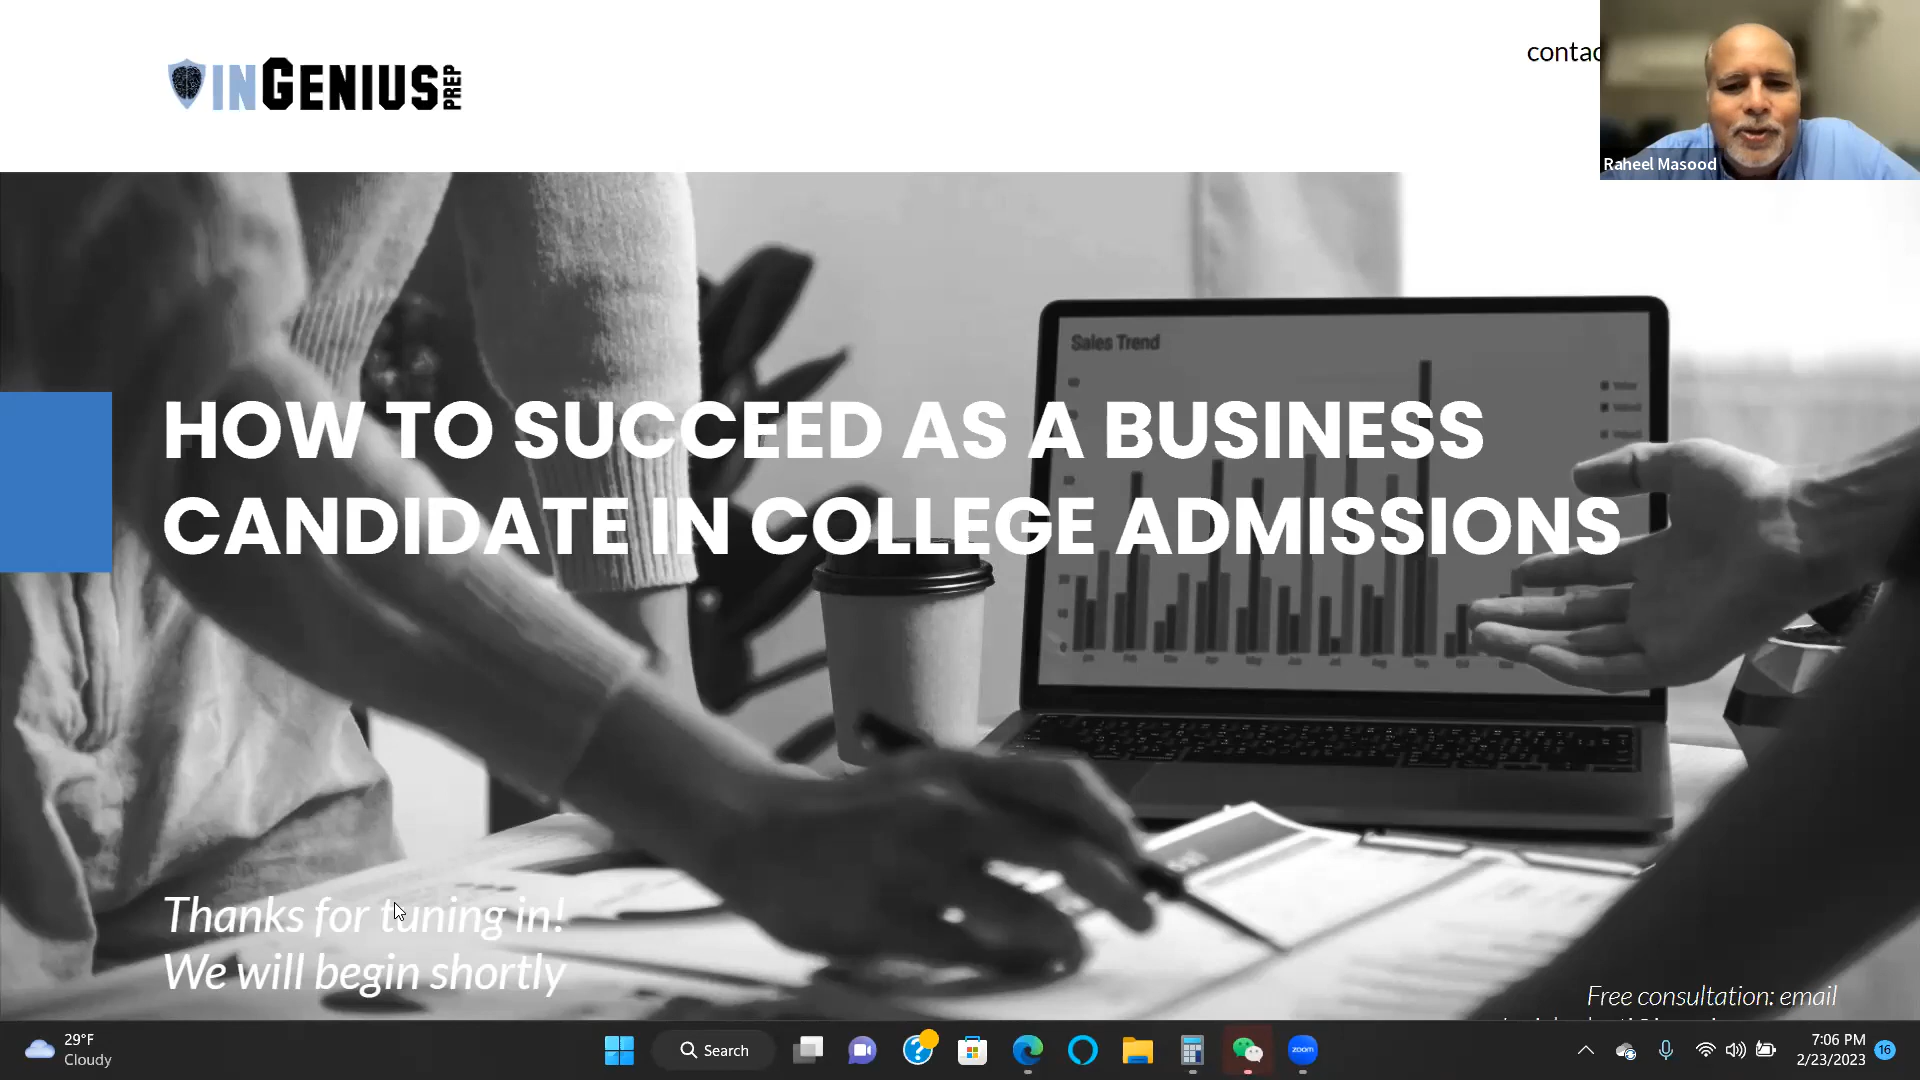 INGENIUS PREP
contac
Raheel Masood
Sales Trend
HOW TO SUCCEED AS A BUSINESS
CANDIDATE IN COLLEGE ADMISSIONS
Thanks for tuning in!
We will begin shortly
Free consultation: email
29°F
Cloudy
Search
zoom
7:06 PM
2/23/2023
16